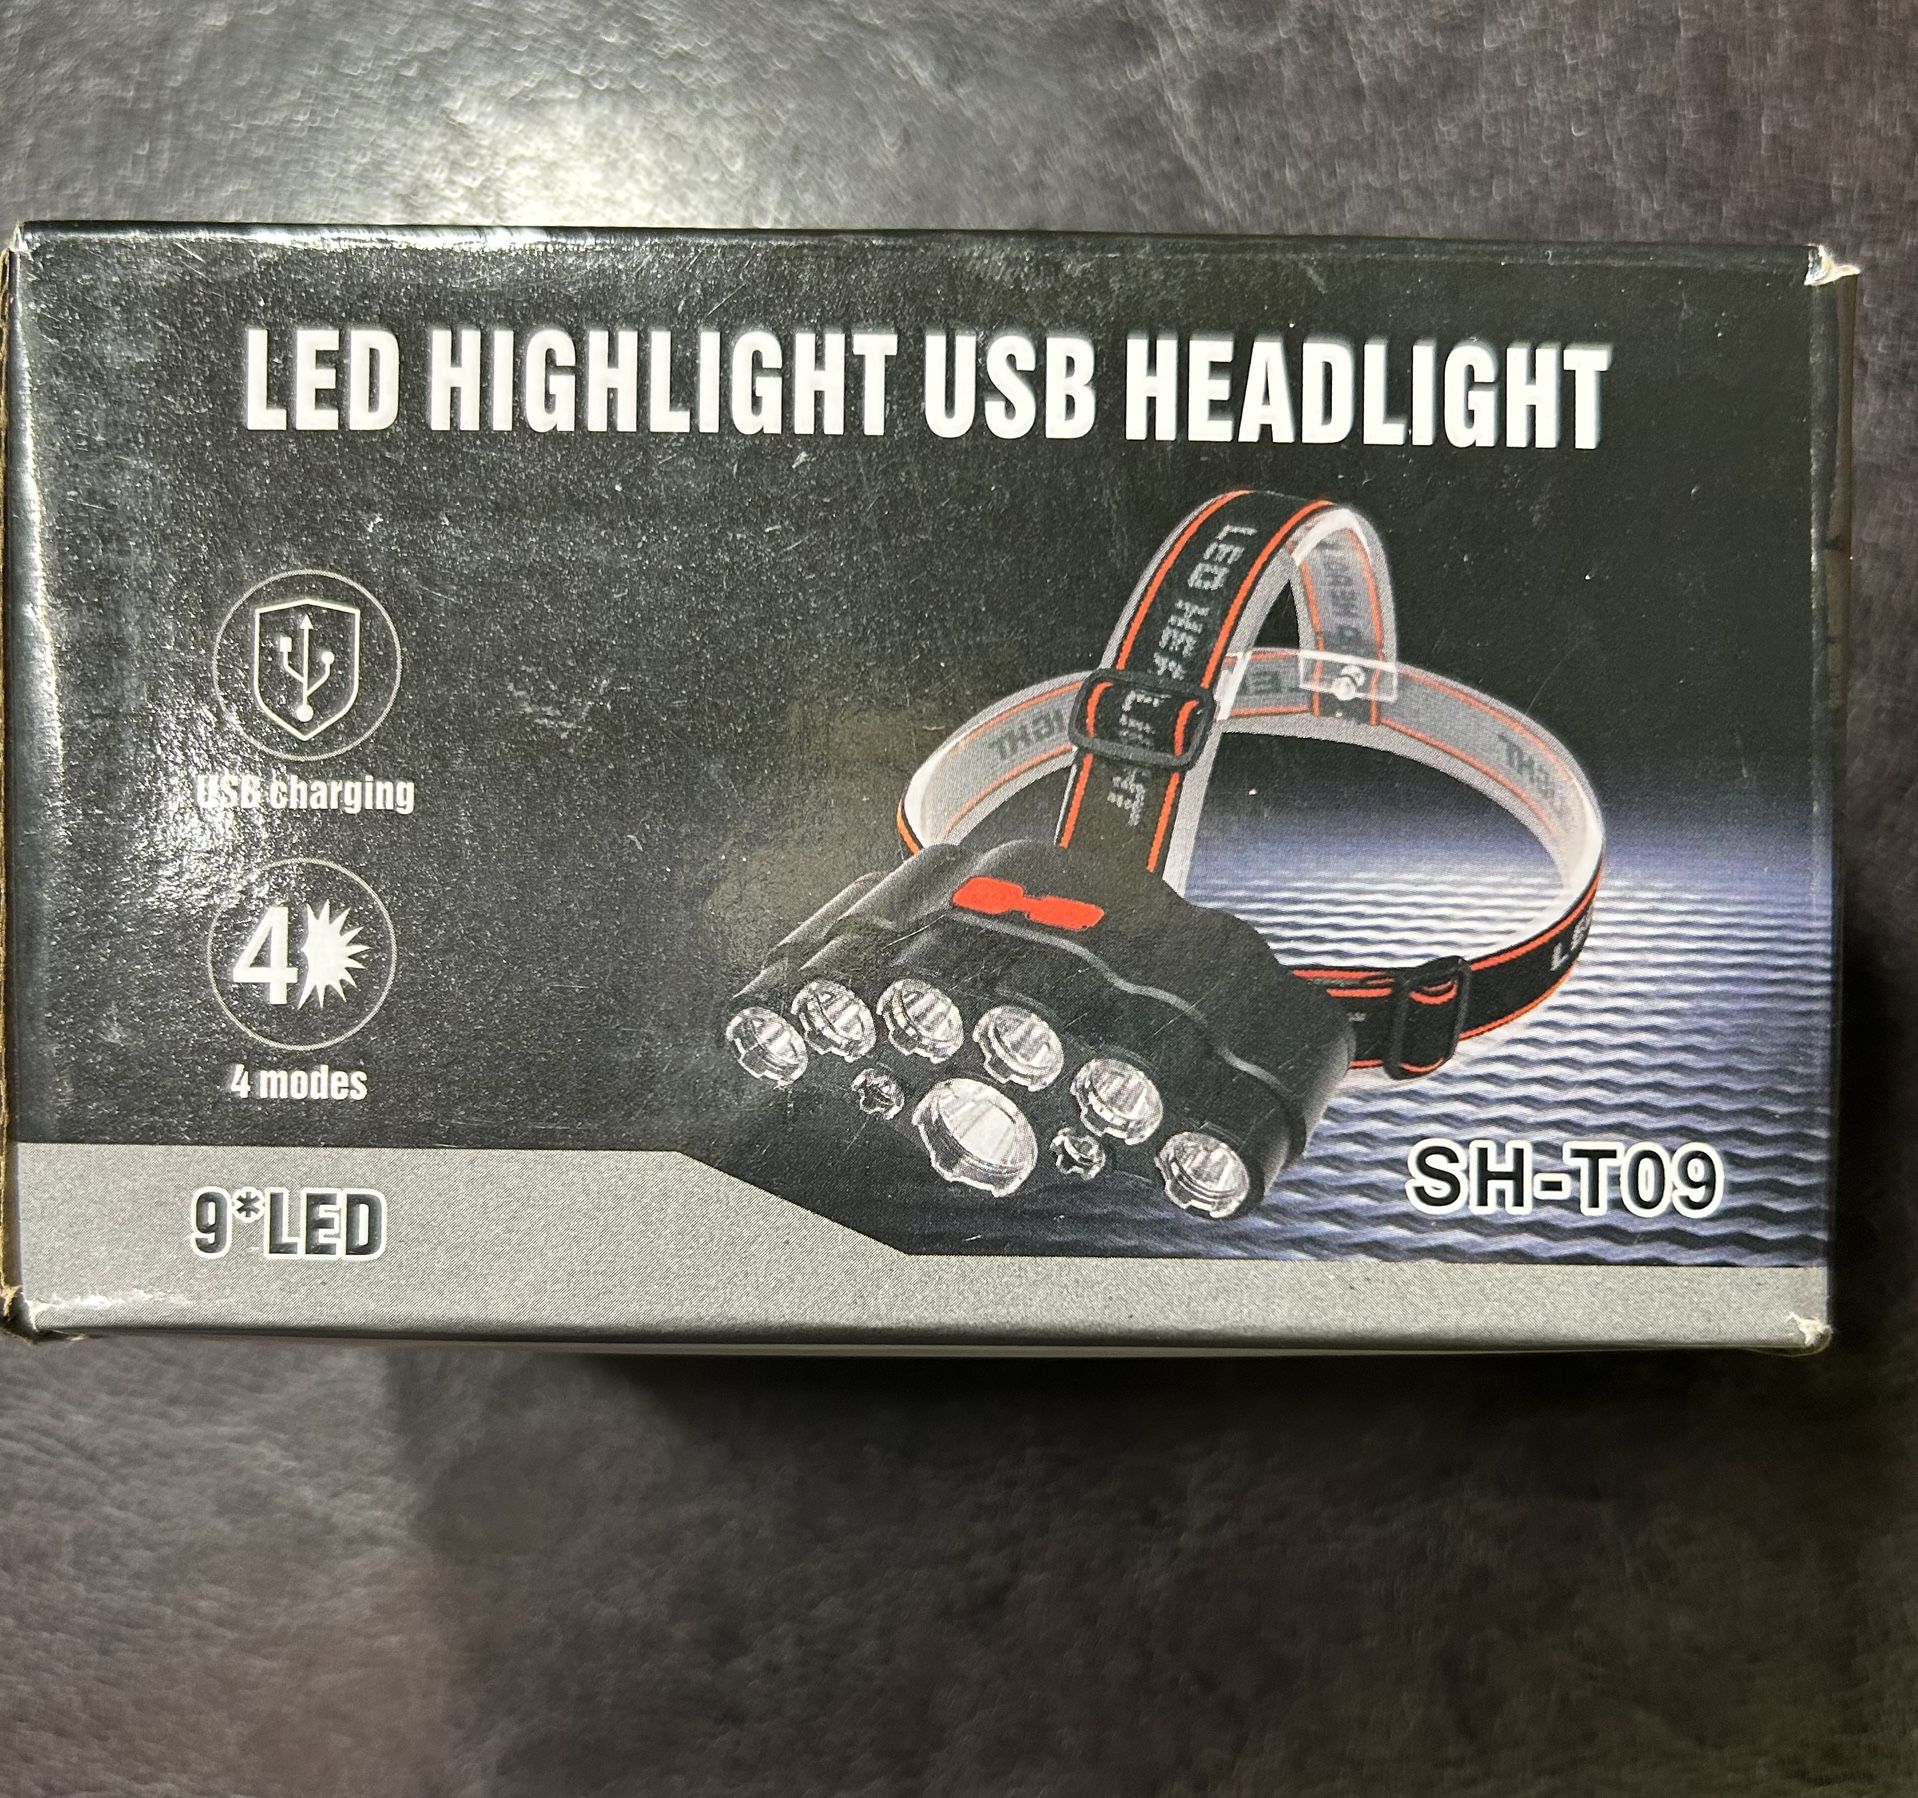 LED HIGHLIGHT USB HEADLIGHT
USB charging
4
4 modes
9*LED
SH-T09